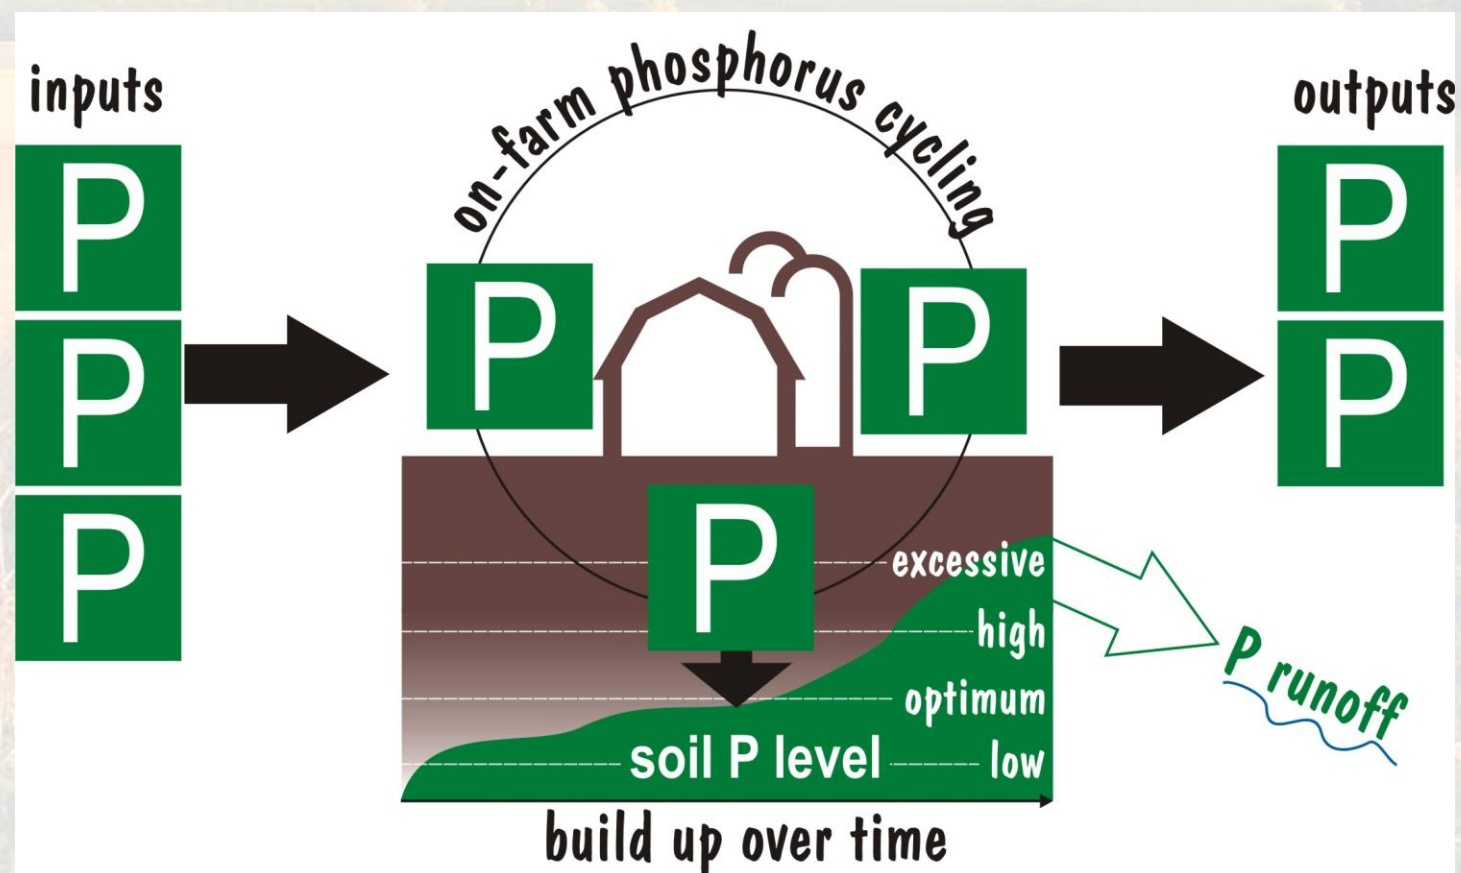 inputs
P
P
P
on-farm phosphorus cycling
P
P
P
outputs
P
P
excessive
high
optimum
soil P level
low
P runoff
build up over time